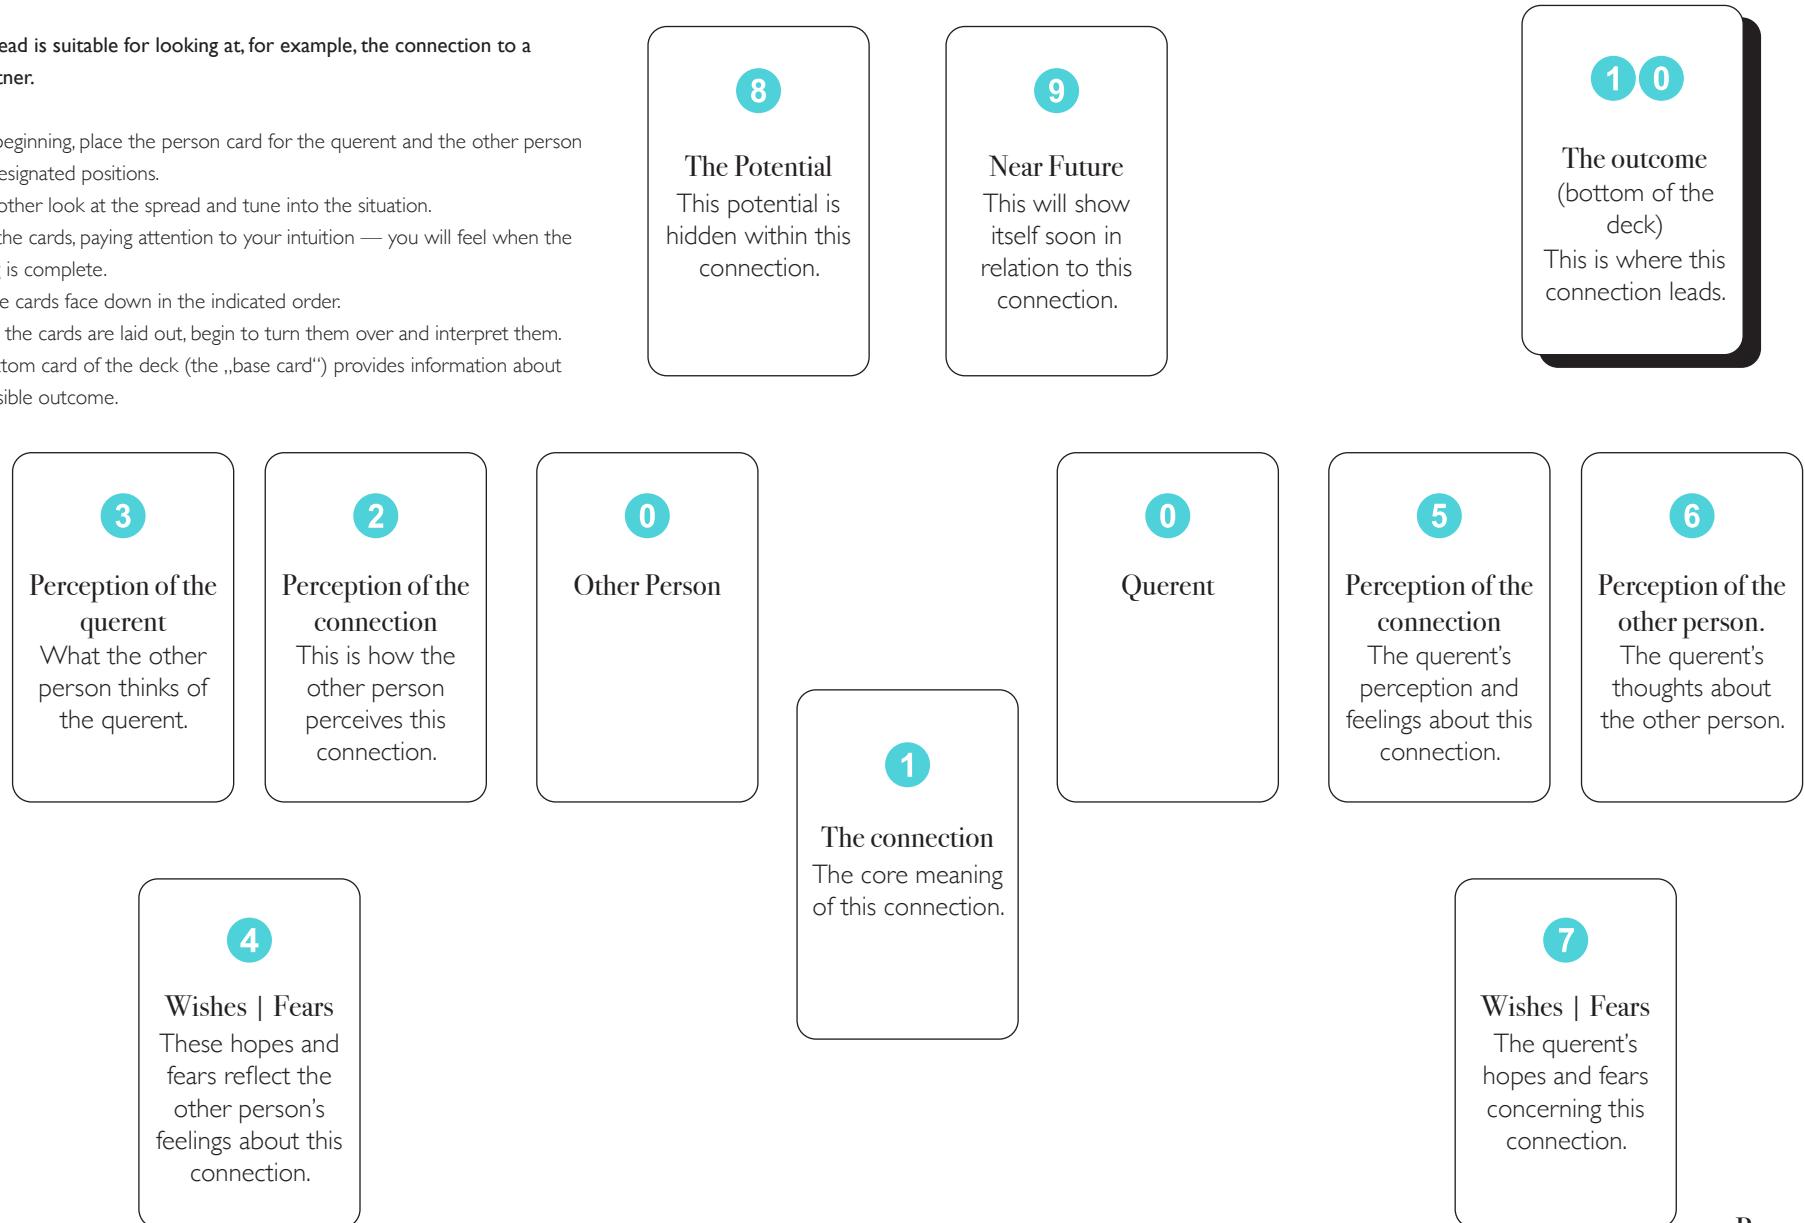 ead is suitable for looking at, for example, the connection to a
tner.
beginning, place the person card for the querent and the other person
esignated positions.
other look at the spread and tune into the situation.
the cards, paying attention to your intuition — you will feel when the
is complete.
e cards face down in the indicated order.
the cards are laid out, begin to turn them over and interpret them.
ttom card of the deck (the „base card“) provides information about
sible outcome.
8
The Potential
This potential is
hidden within this
connection.
9
Near Future
This will show
itself soon in
relation to this
connection.
1 0
The outcome
(bottom of the
deck)
This is where this
connection leads.
3
Perception of the
querent
What the other
person thinks of
the querent.
2
Perception of the
connection
This is how the
other person
perceives this
connection.
0
Other Person
0
Querent
5
Perception of the
connection
The querent's
perception and
feelings about this
connection.
6
Perception of the
other person.
The querent's
thoughts about
the other person.
1
The connection
The core meaning
of this connection.
4
Wishes | Fears
These hopes and
fears reflect the
other person's
feelings about this
connection.
7
Wishes | Fears
The querent's
hopes and fears
concerning this
connection.